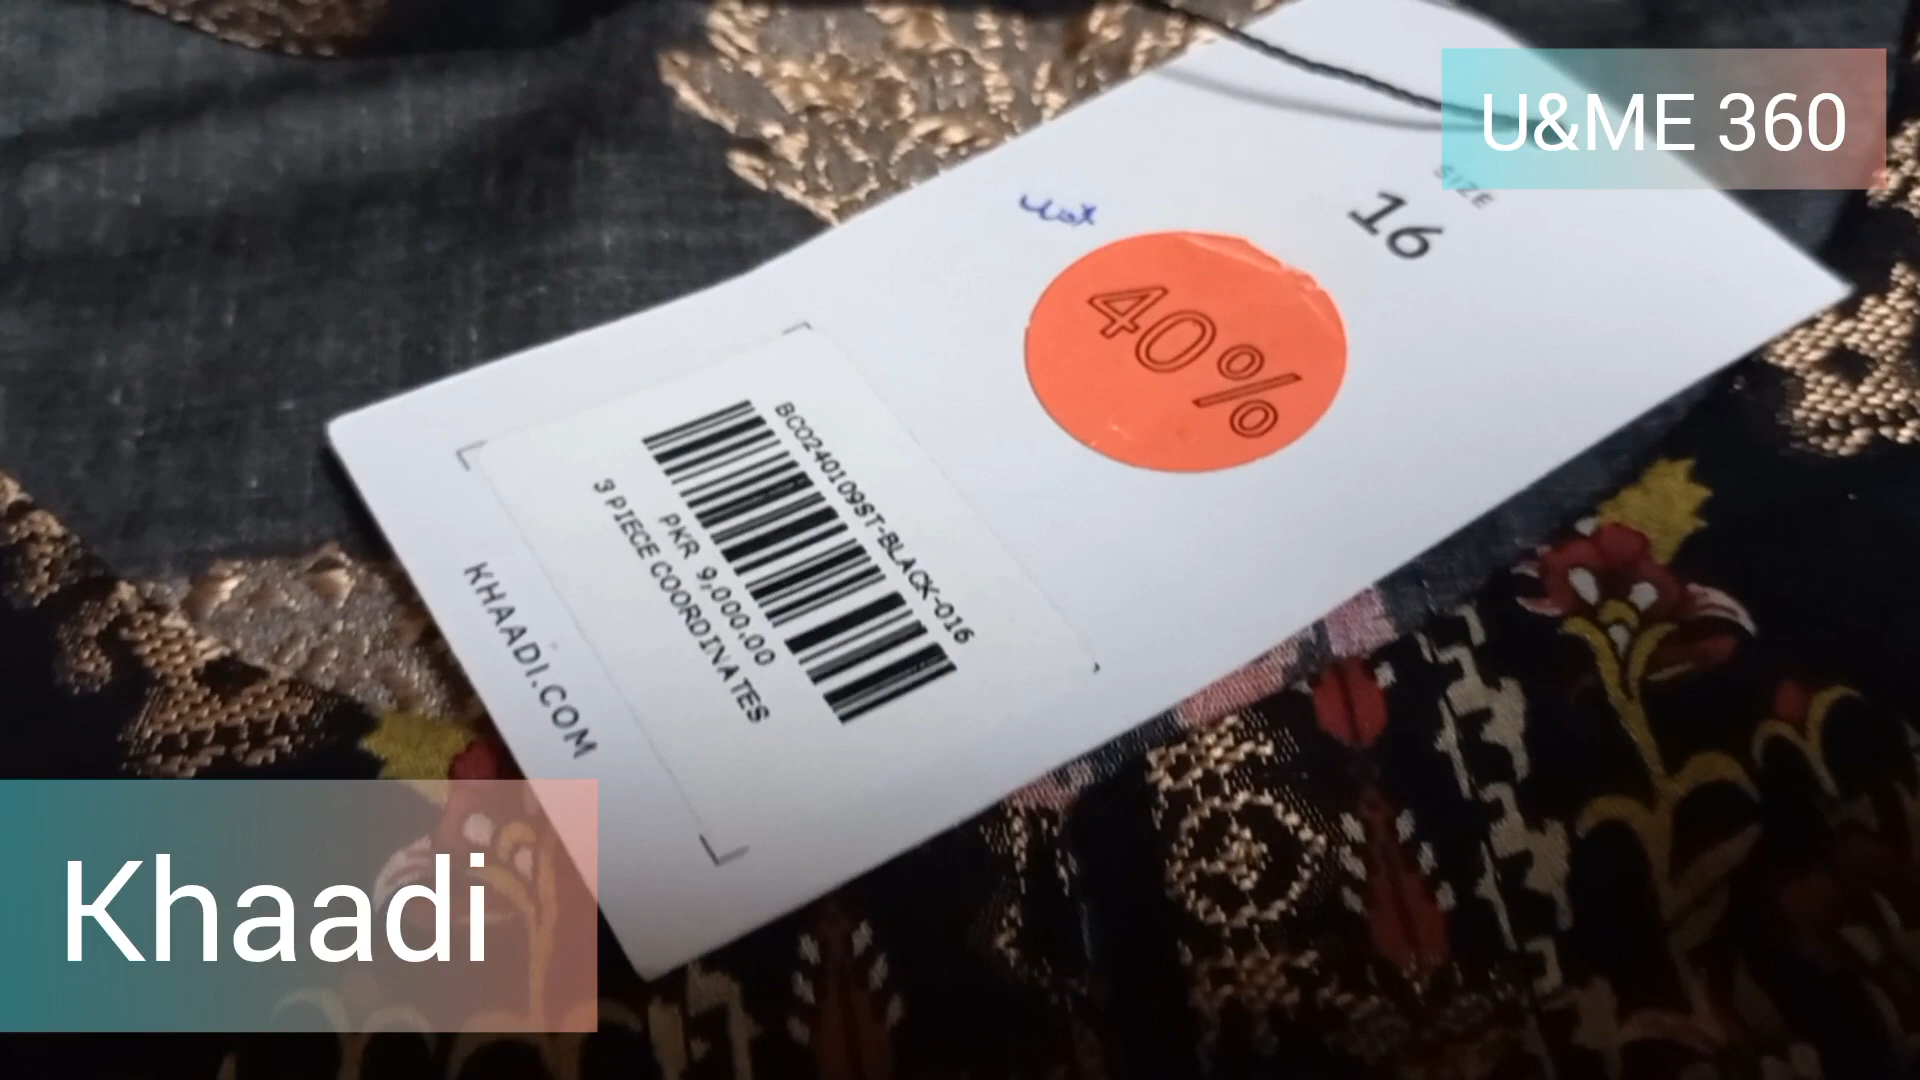 U&ME 360
SIZE
16
40%
BCO240109ST-BLACK-016
PKR 9,000.00
3 PIECE COORDINATES
KHAADI.COM
Khaadi